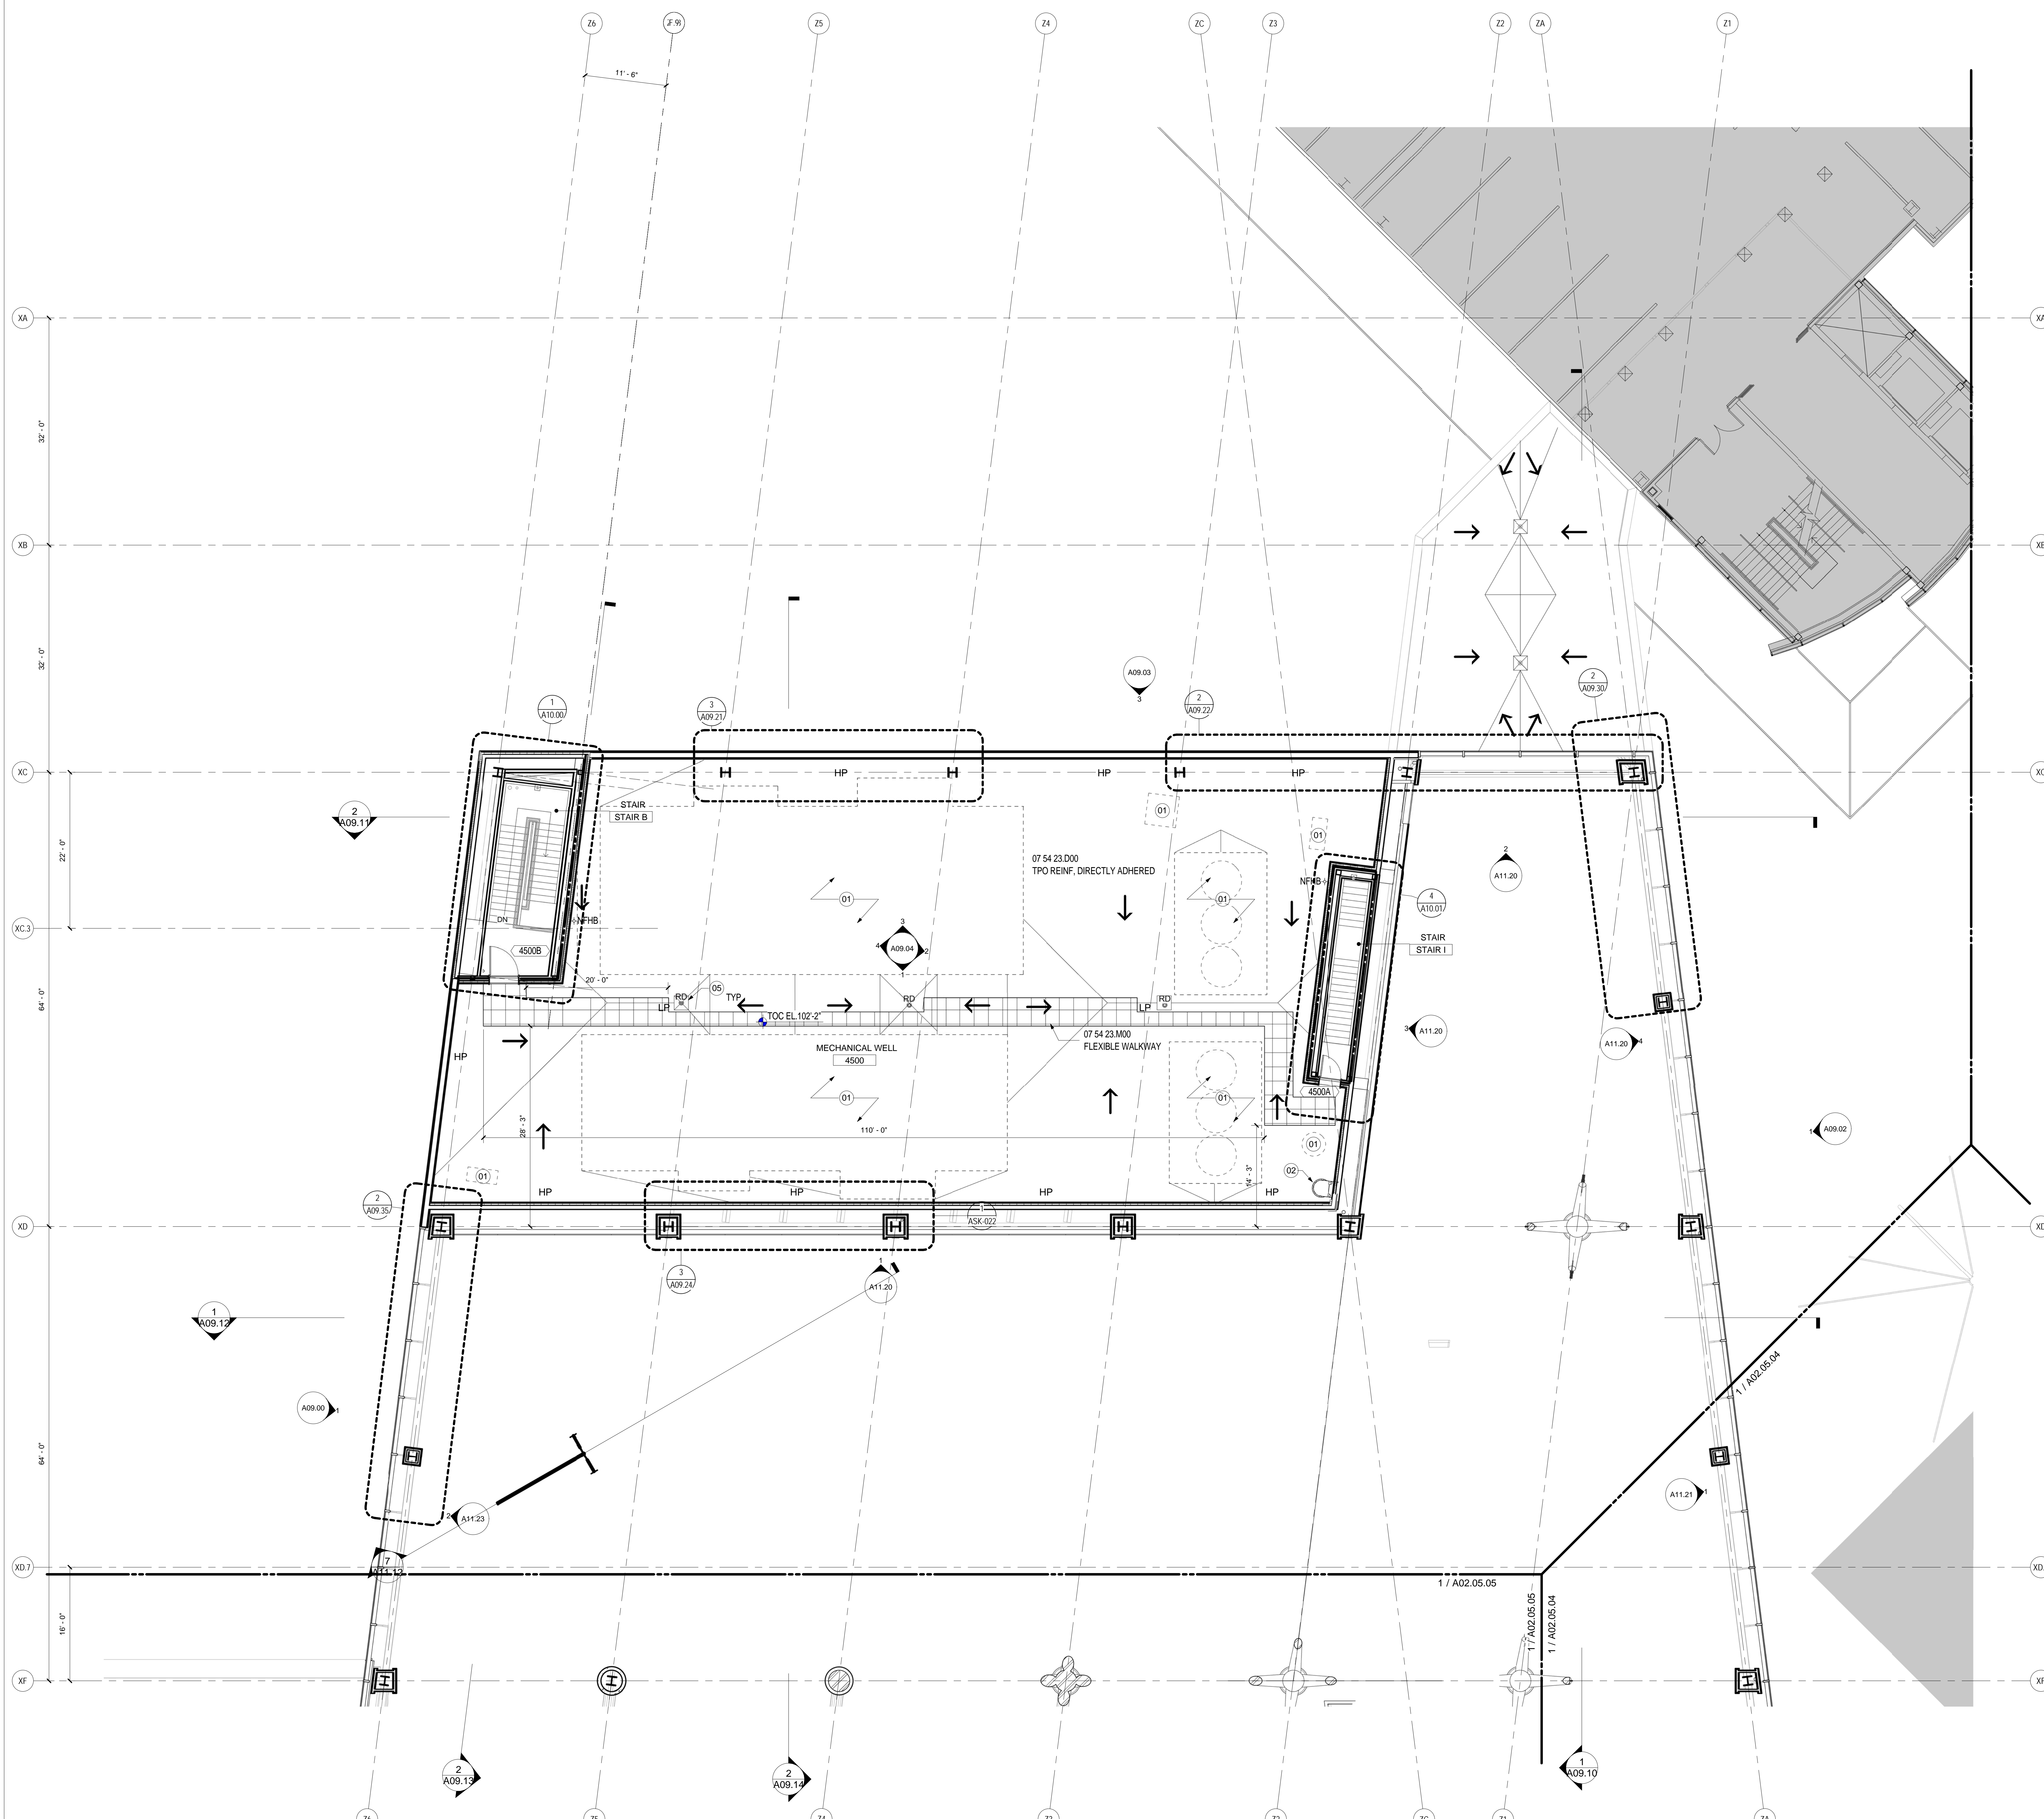 Z6
ZF.9
Z5
Z4
ZC
Z3
Z2
ZA
Z1
11' - 6"
XA
32' - 0"
XB
XB
32' - 0"
A09.03
3
2
A09.30
1
A10.00
3
A09.21
2
A09.22
XC
HP
HP
HP
STAIR
STAIR B
01
01
2
A09.11
22' - 0"
07 54 23.D00
TPO REINF, DIRECTLY ADHERED
2
A11.20
NFHB
4
A10.01
01
01
XC.3
DN
NFHB
3
4
A09.04
2
1
STAIR
STAIR I
4500B
64' - 0"
20' - 0"
RD
05
TYP
RD
RD
LP
LP
TOC EL.102'-2"
07 54 23.M00
FLEXIBLE WALKWAY
3
A11.20
A11.20
4
HP
MECHANICAL WELL
4500
4500A
01
01
28' - 3"
110' - 0"
1
A09.02
01
14' - 3"
02
01
HP
HP
HP
HP
2
A09.35
1
ASK-022
XD
3
A09.24
1
A11.20
1
A09.12
1 / A02.05.04
A09.00
1
64' - 0"
A11.21
1
2
A11.23
XD.7
7
A11.12
1 / A02.05.05
16' - 0"
1 / A02.05.05
1 / A02.05.04
XF
2
A09.13
2
A09.14
1
A09.10